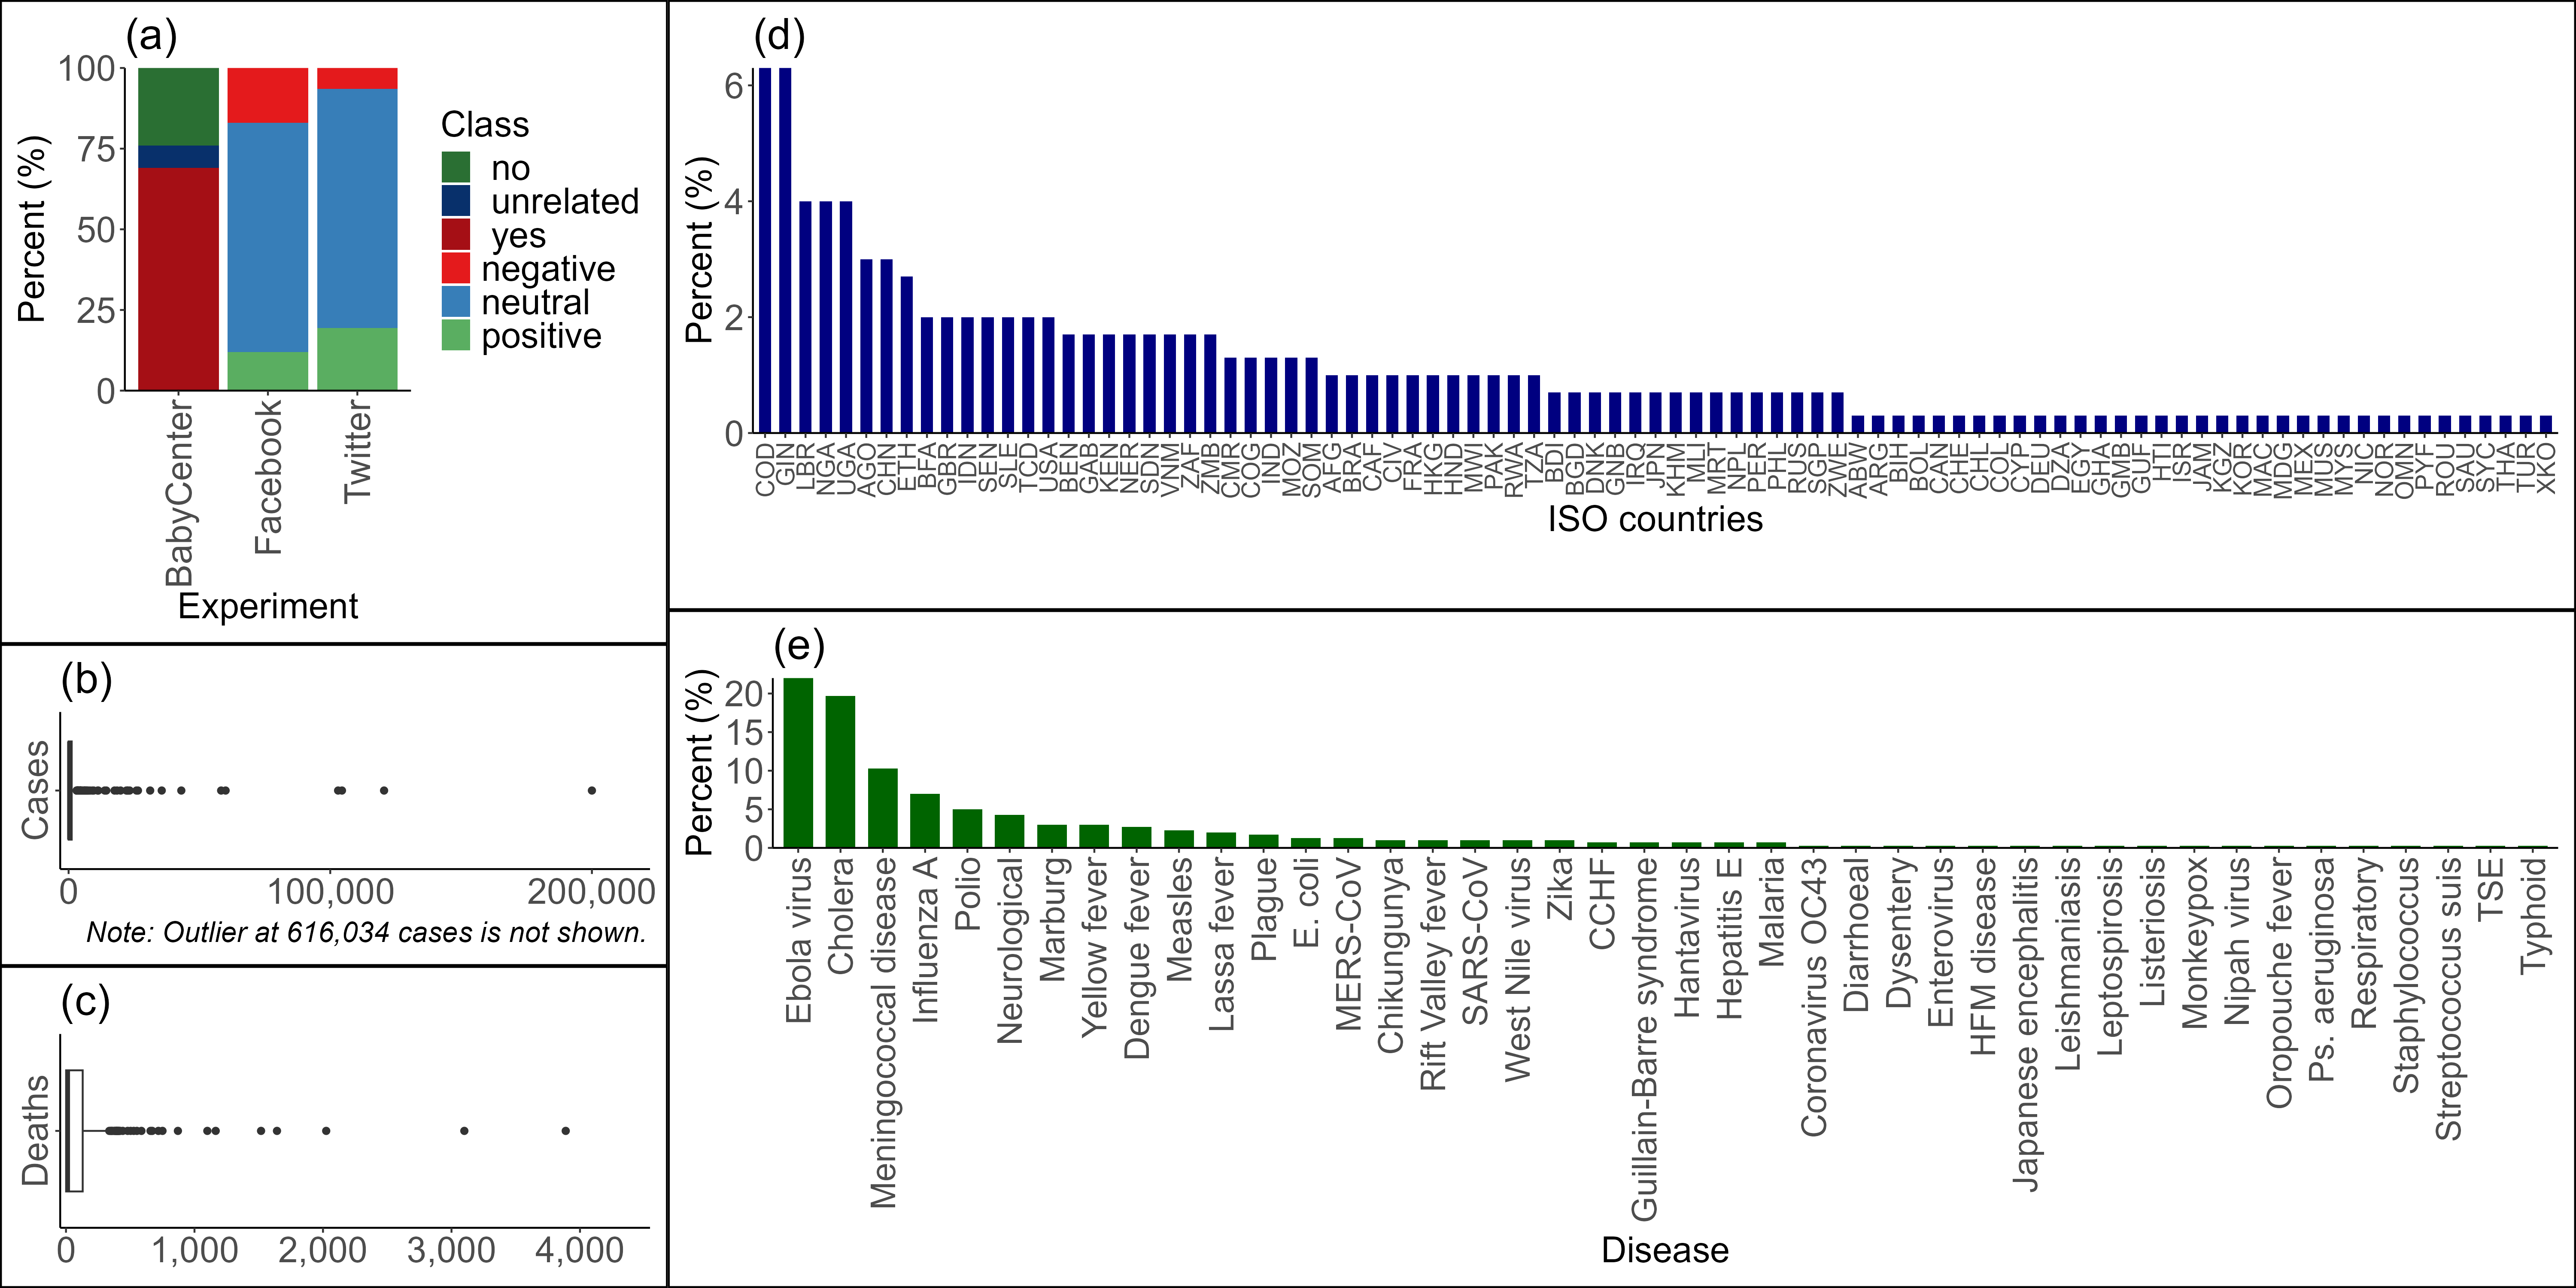 (a)
100
75
50
25
0
Percent (%)
BabyCenter
Facebook
Twitter
Experiment
Class
no
unrelated
yes
negative
neutral
positive
(b)
Cases
0
100,000
200,000
Note: Outlier at 616,034 cases is not shown.
(c)
Deaths
0
1,000
2,000
3,000
4,000
(d)
6
4
2
0
Percent (%)
COD
GIN
LBR
NGA
UGA
AGO
CHN
ETH
BFA
GBR
IDN
SEN
SLE
TCD
USA
BEN
GAB
KEN
NER
SDN
VNM
ZAF
ZMB
CMR
COG
IND
MOZ
SOM
AFG
BRA
CAF
CIV
FRA
HKG
HND
MWI
PAK
RWA
TZA
BDI
BGD
DNK
GNB
IRQ
JPN
KHM
MLI
MRT
NPL
PER
PHL
RUS
SGP
ZWE
ABW
ARG
BIH
BOL
CAN
CHE
CHL
COL
CYP
DEU
DZA
EGY
GHA
GMB
GUF
HTI
ISR
JAM
KGZ
KOR
MAC
MDG
MEX
MUS
MYS
NIC
NOR
OMN
PYF
ROU
SAU
SYC
THA
TUR
XKO
ISO countries
(e)
20
15
10
5
0
Percent (%)
Ebola virus
Cholera
Meningococcal disease
Influenza A
Polio
Neurological
Marburg
Yellow fever
Dengue fever
Measles
Lassa fever
Plague
E. coli
MERS-CoV
Chikungunya
Rift Valley fever
SARS-CoV
West Nile virus
Zika
CCHF
Guillain-Barre syndrome
Hantavirus
Hepatitis E
Malaria
Coronavirus OC43
Diarrhoeal
Dysentery
Enterovirus
HFM disease
Japanese encephalitis
Leishmaniasis
Leptospirosis
Listeriosis
Monkeypox
Nipah virus
Oropouche fever
Ps. aeruginosa
Respiratory
Staphylococcus
Streptococcus suis
TSE
Typhoid
Disease